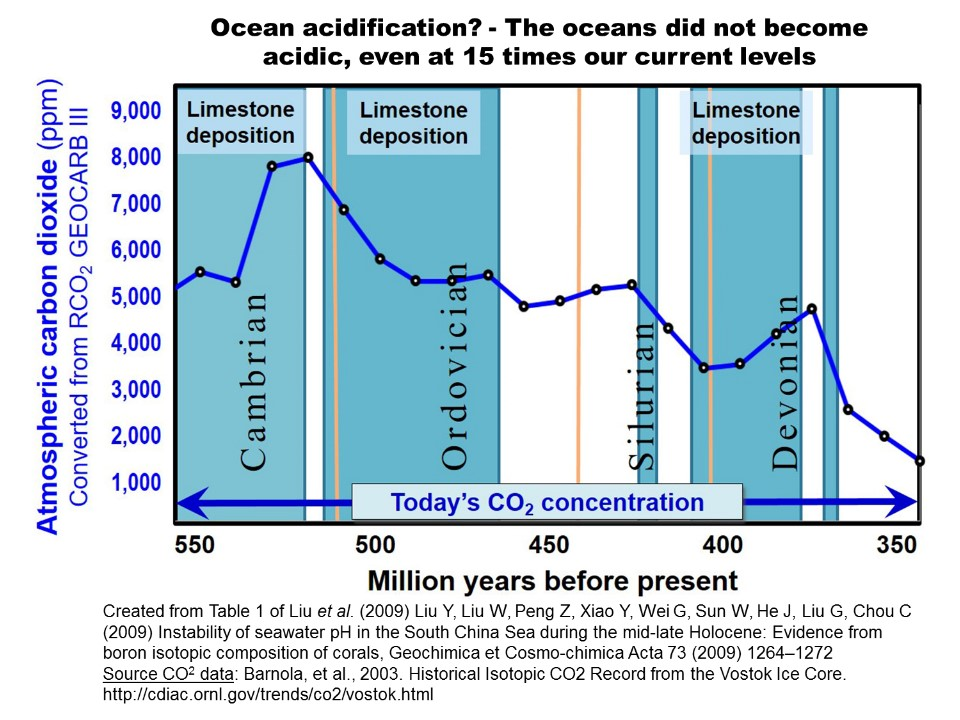 Ocean acidification? - The oceans did not become
acidic, even at 15 times our current levels
Atmospheric carbon dioxide (ppm)
Converted from RCO2 GEOCARB III
9,000
8,000
7,000
6,000
5,000
4,000
3,000
2,000
1,000
Limestone
deposition
Limestone
deposition
Limestone
deposition
Cambrian
Ordovician
Silurian
Devonian
Today's CO2 concentration
550
500
450
400
350
Million years before present
Created from Table 1 of Liu et al. (2009) Liu Y, Liu W, Peng Z, Xiao Y, Wei G, Sun W, He J, Liu G, Chou C
(2009) Instability of seawater pH in the South China Sea during the mid-late Holocene: Evidence from
boron isotopic composition of corals, Geochimica et Cosmo-chimica Acta 73 (2009) 1264–1272
Source CO2 data: Barnola, et al., 2003. Historical Isotopic CO2 Record from the Vostok Ice Core.
http://cdiac.ornl.gov/trends/co2/vostok.html